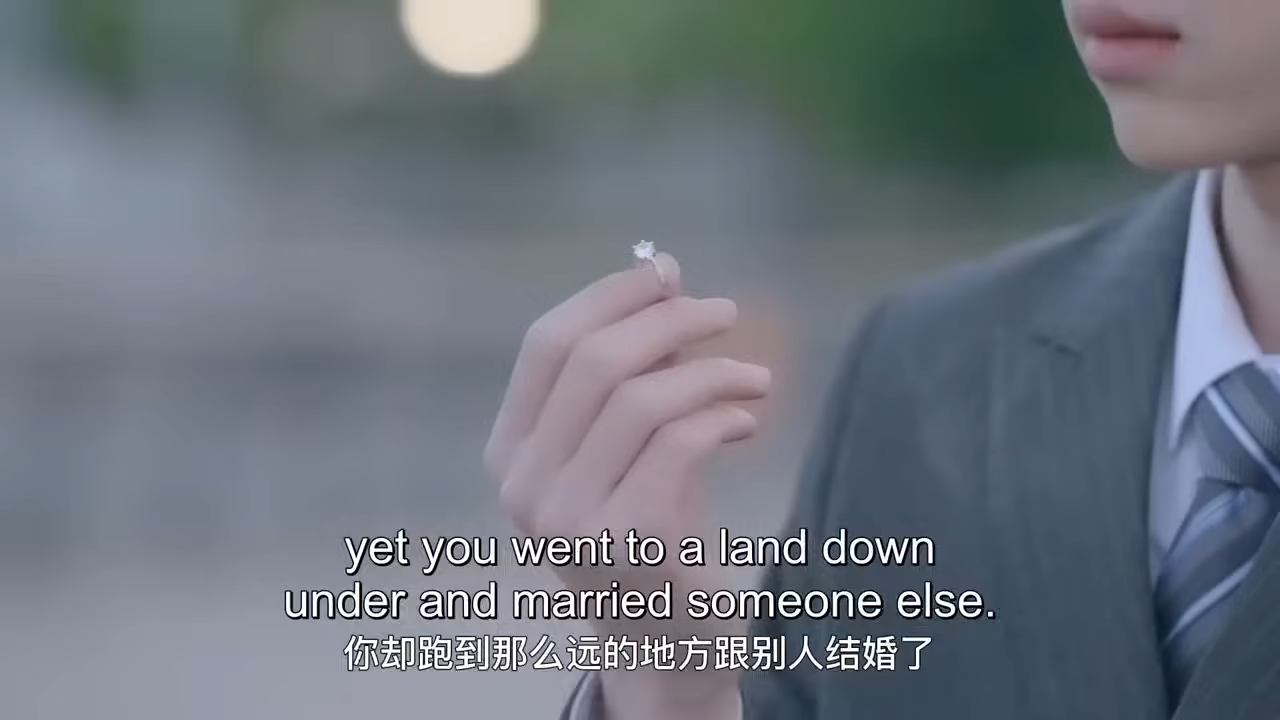 yet you went to a land down
under and married someone else.
你却跑到那么远的地方跟别人结婚了